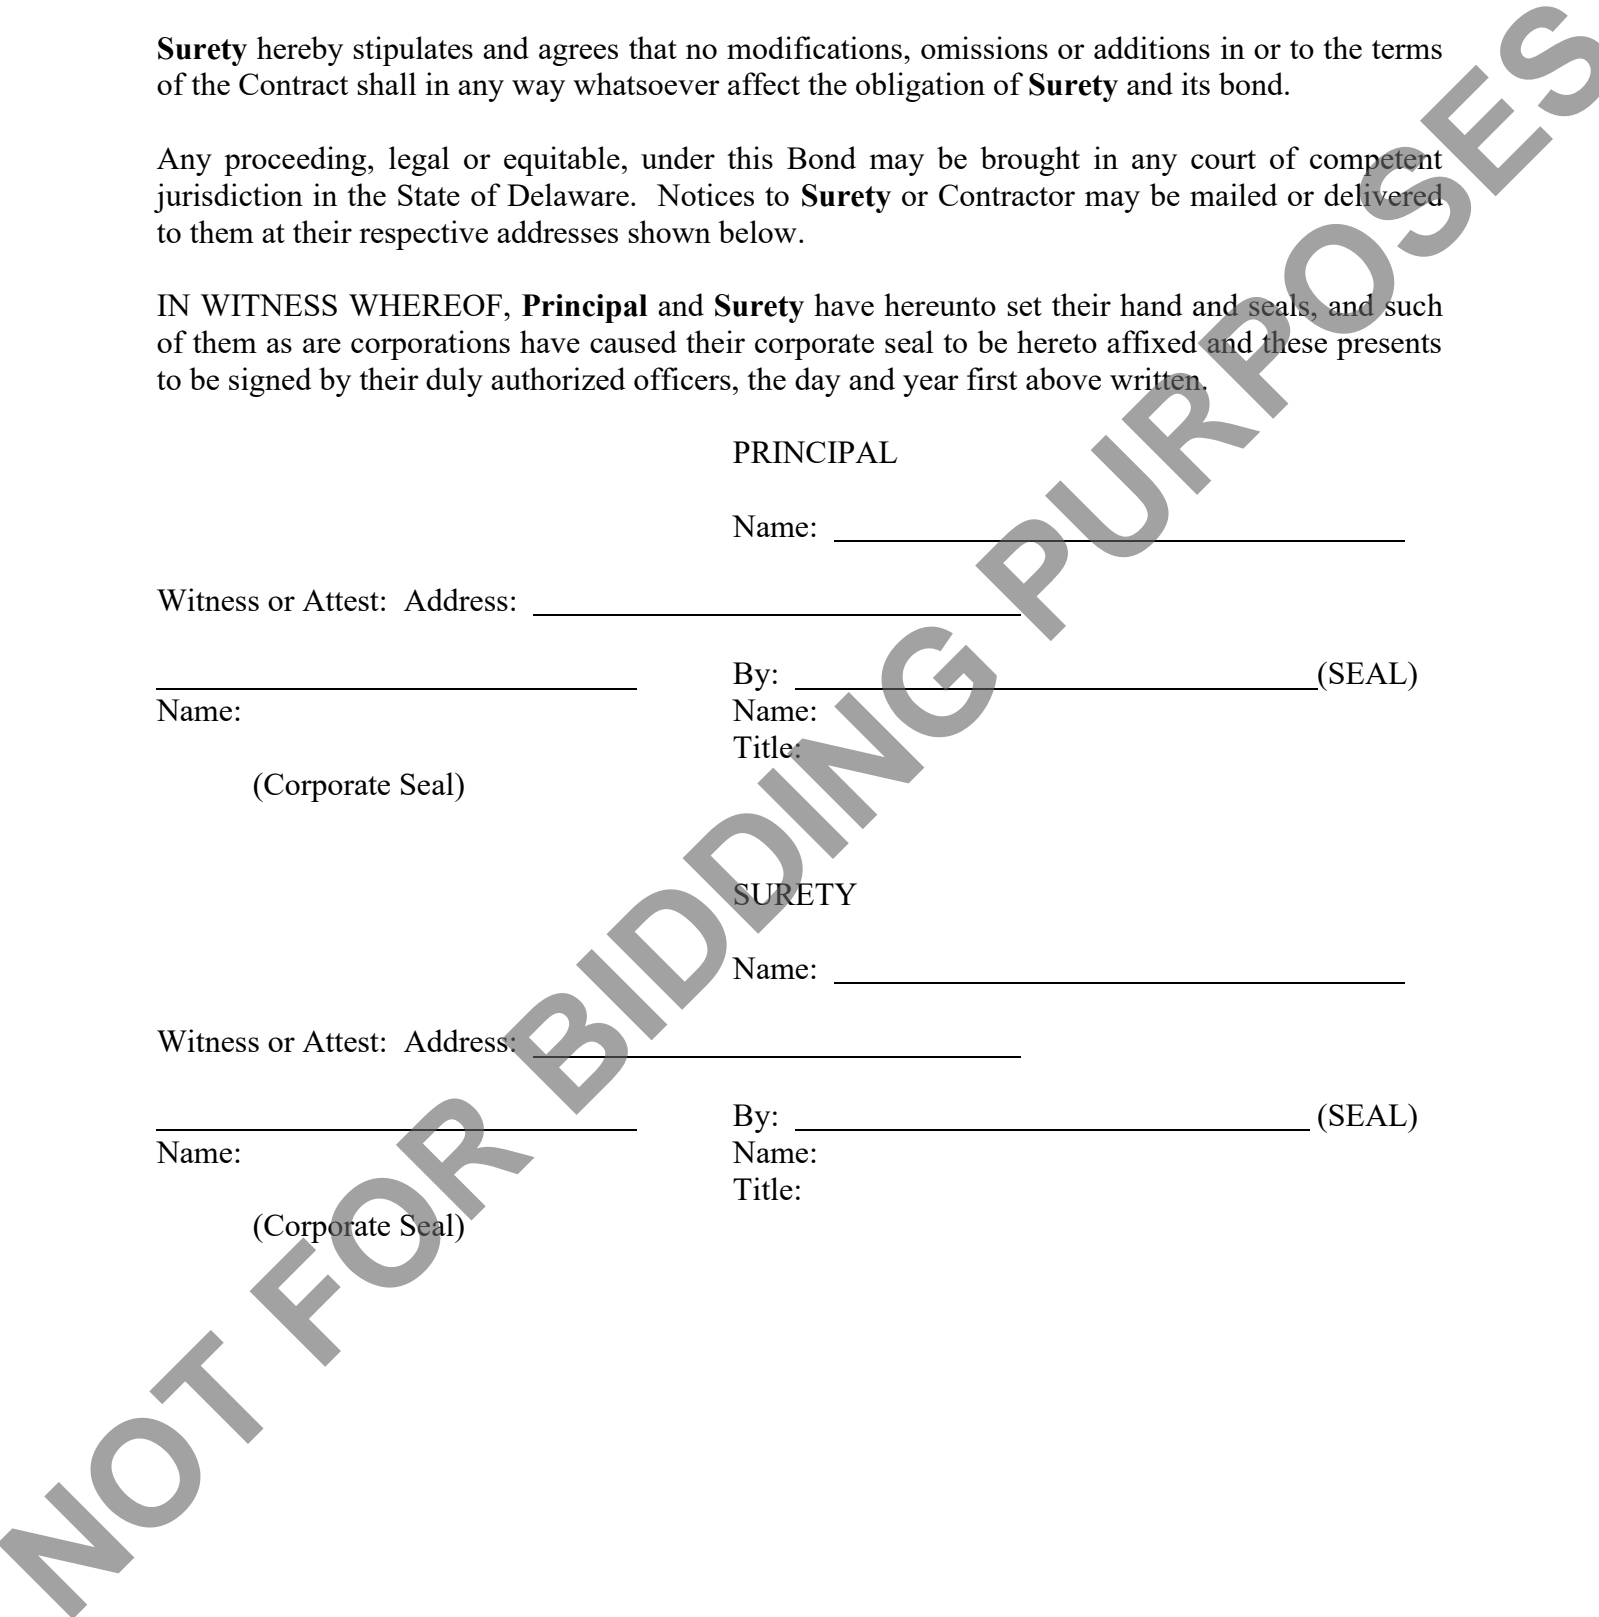 Surety hereby stipulates and agrees that no modifications, omissions or additions in or to the terms
of the Contract shall in any way whatsoever affect the obligation of Surety and its bond.
Any proceeding, legal or equitable, under this Bond may be brought in any court of competent
jurisdiction in the State of Delaware.  Notices to Surety or Contractor may be mailed or delivered
to them at their respective addresses shown below.
IN WITNESS WHEREOF, Principal and Surety have hereunto set their hand and seals, and such
of them as are corporations have caused their corporate seal to be hereto affixed and these presents
to be signed by their duly authorized officers, the day and year first above written.
PRINCIPAL
Name:
Witness or Attest:  Address:
By: (SEAL)
Name: Name:
Title:
(Corporate Seal)
SURETY
Name:
Witness or Attest:  Address:
By: (SEAL)
Name: Name:
Title:
(Corporate Seal)
NOT FOR BIDDING PURPOSES